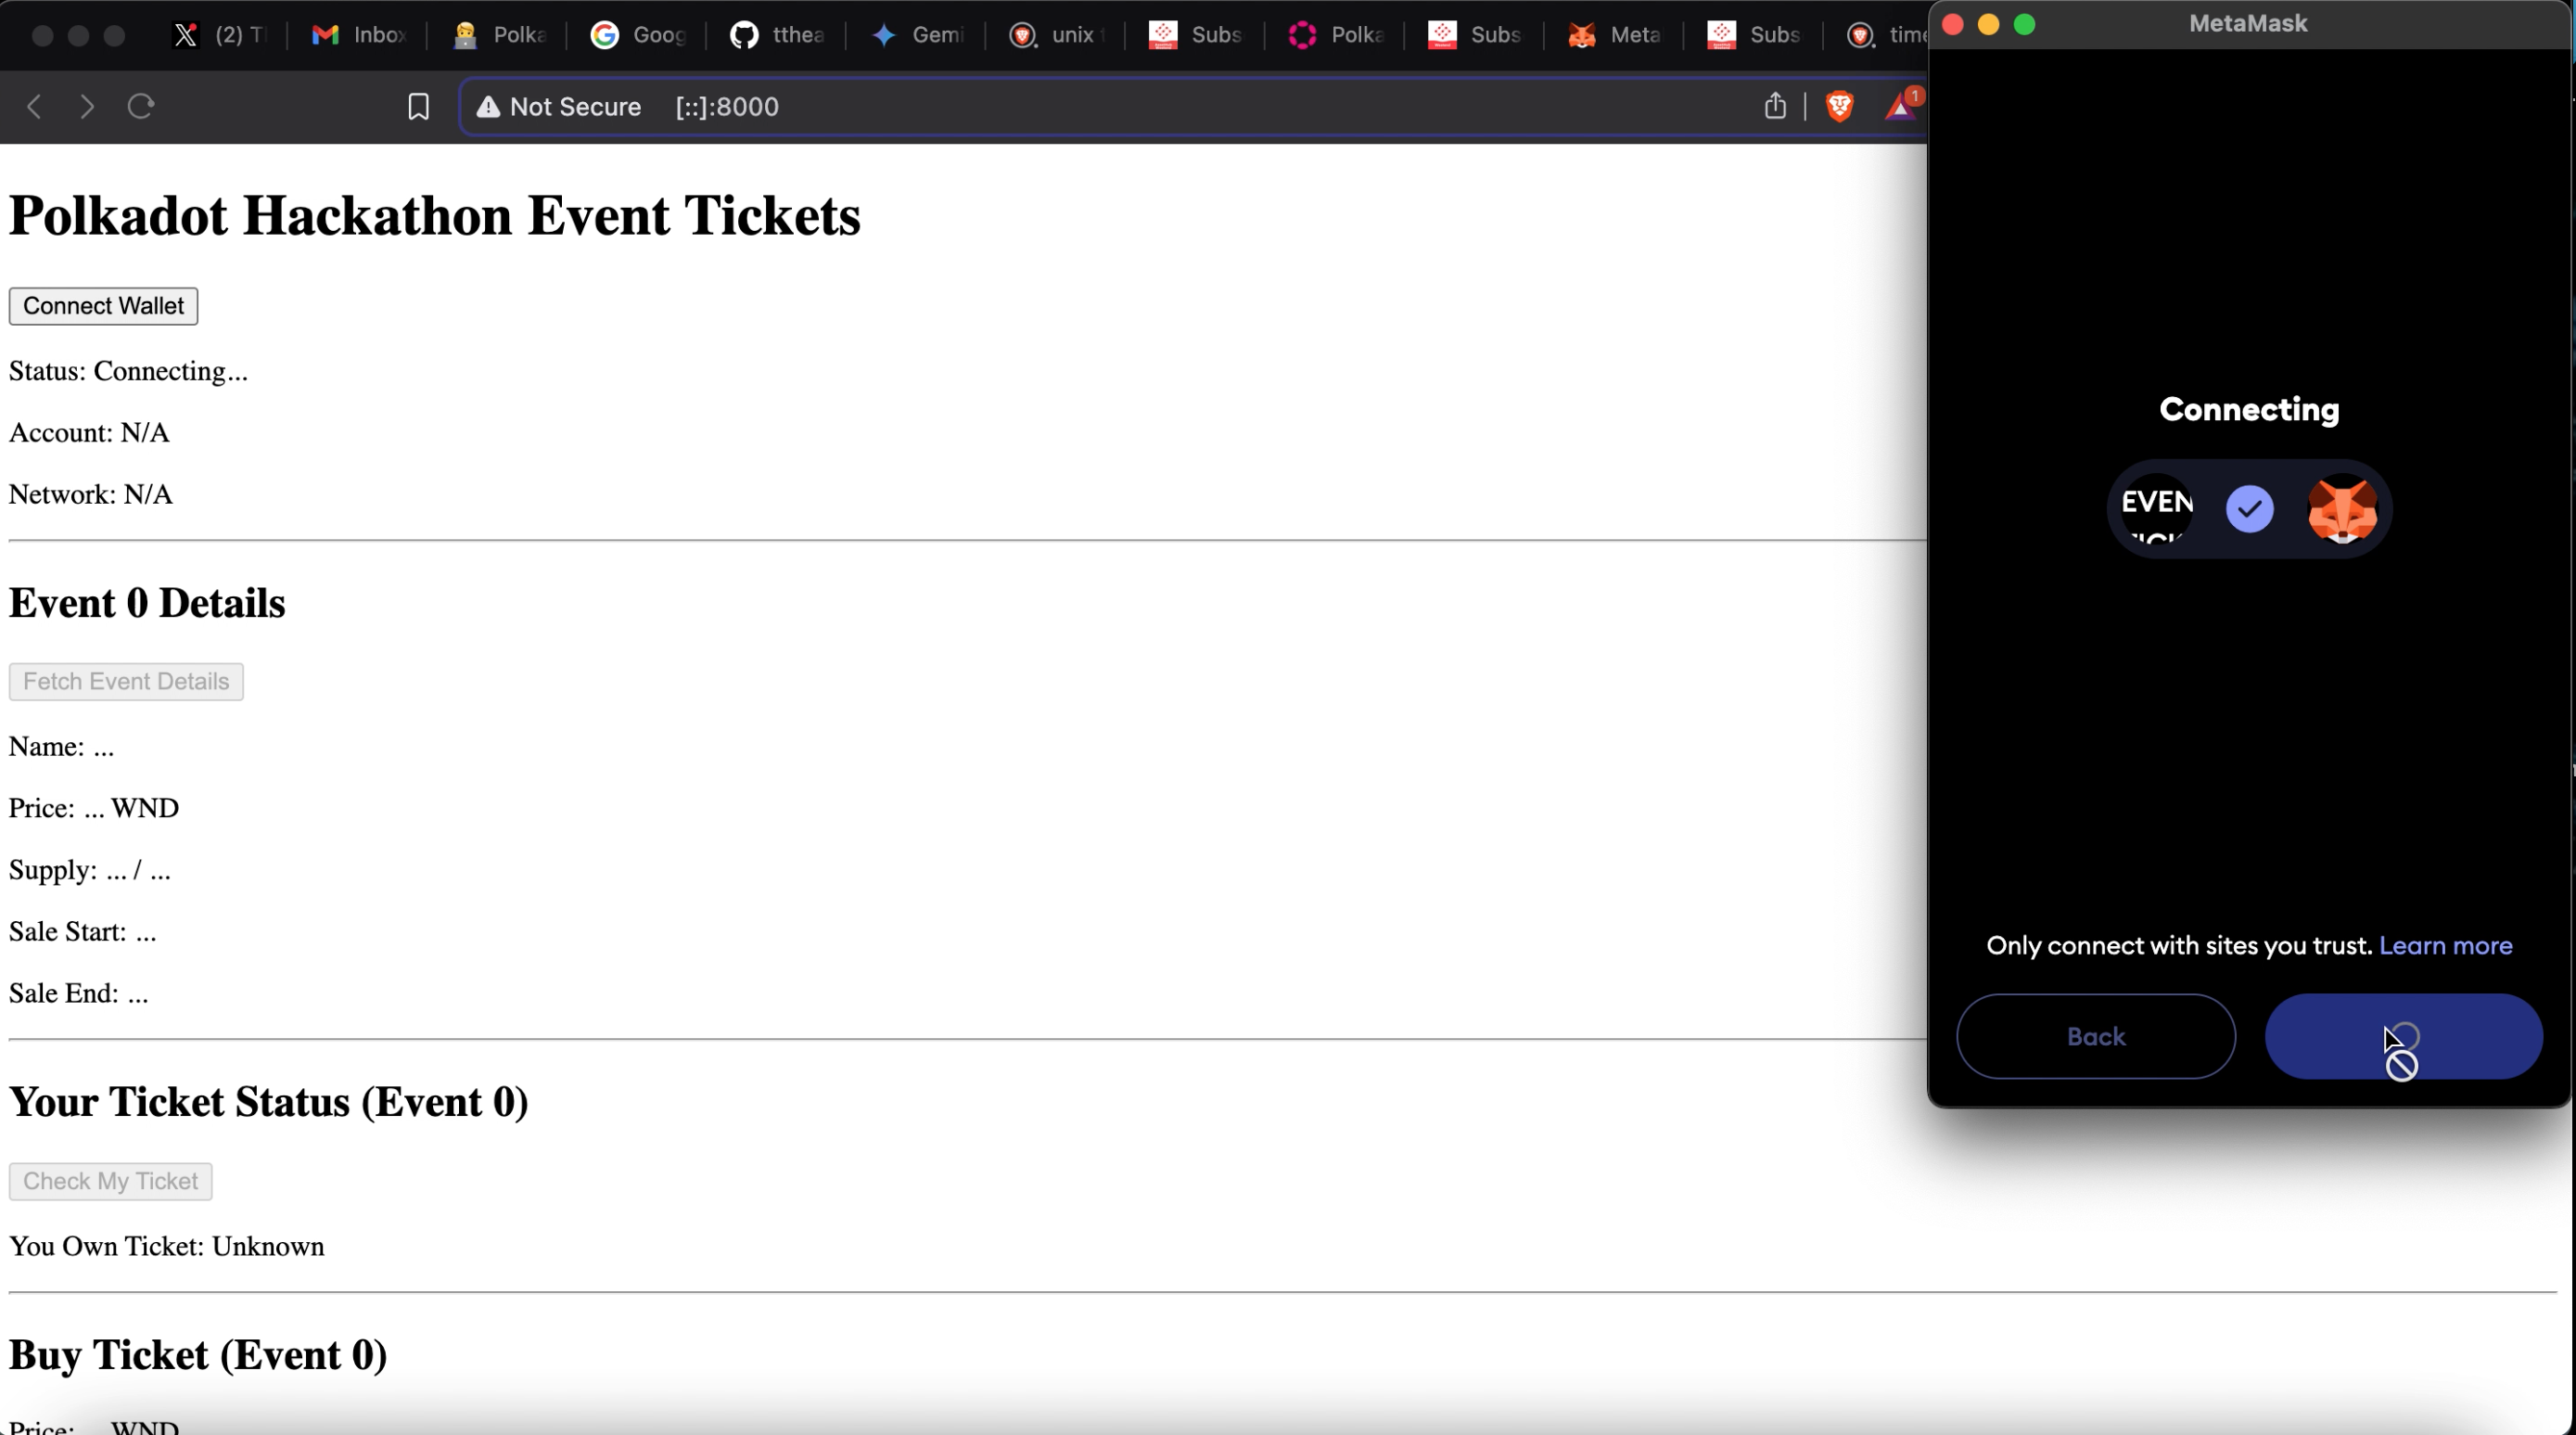 (2) T
Inbox
Polka
Goog
tthea
Gemi
unix
Subs
Polka
Subs
Meta
Subs
time
MetaMask
Not Secure [::]:8000
1
Polkadot Hackathon Event Tickets
Connect Wallet
Status: Connecting...
Account: N/A
Network: N/A
Event 0 Details
Fetch Event Details
Name: ...
Price: ... WND
Supply: ... / ...
Sale Start: ...
Sale End: ...
Your Ticket Status (Event 0)
Check My Ticket
You Own Ticket: Unknown
Buy Ticket (Event 0)
Price: ... WND
Connecting
EVEN
Only connect with sites you trust. Learn more
Back